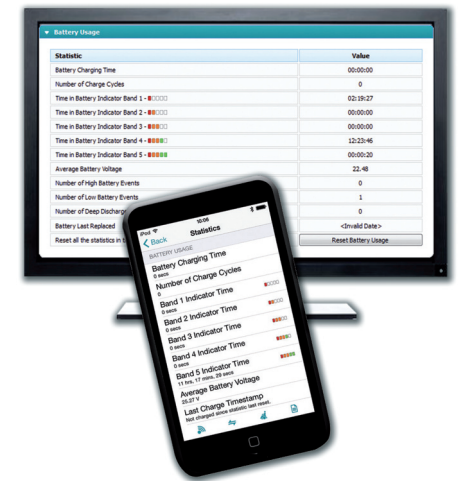 Battery Usage
Statistic Value
Battery Charging Time 00:00:00
Number of Charge Cycles 0
Time in Battery Indicator Band 1 - 02:19:27
Time in Battery Indicator Band 2 - 00:00:00
Time in Battery Indicator Band 3 - 00:00:00
Time in Battery Indicator Band 4 - 12:23:46
Time in Battery Indicator Band 5 - 00:00:20
Average Battery Voltage 22.48
Number of High Battery Events 0
Number of Low Battery Events 1
Number of Deep Discharge 0
Battery Last Replaced <Invalid Date>
Reset all the statistics in t Reset Battery Usage
iPod 10:06
Back Statistics
BATTERY USAGE
Battery Charging Time
0 secs
Number of Charge Cycles
0
Band 1 Indicator Time
0 secs
Band 2 Indicator Time
0 secs
Band 3 Indicator Time
0 secs
Band 4 Indicator Time
0 secs
Band 5 Indicator Time
11 hrs, 17 mins, 29 secs
Average Battery Voltage
25.27 V
Last Charge Timestamp
Not charged since statistic last reset.